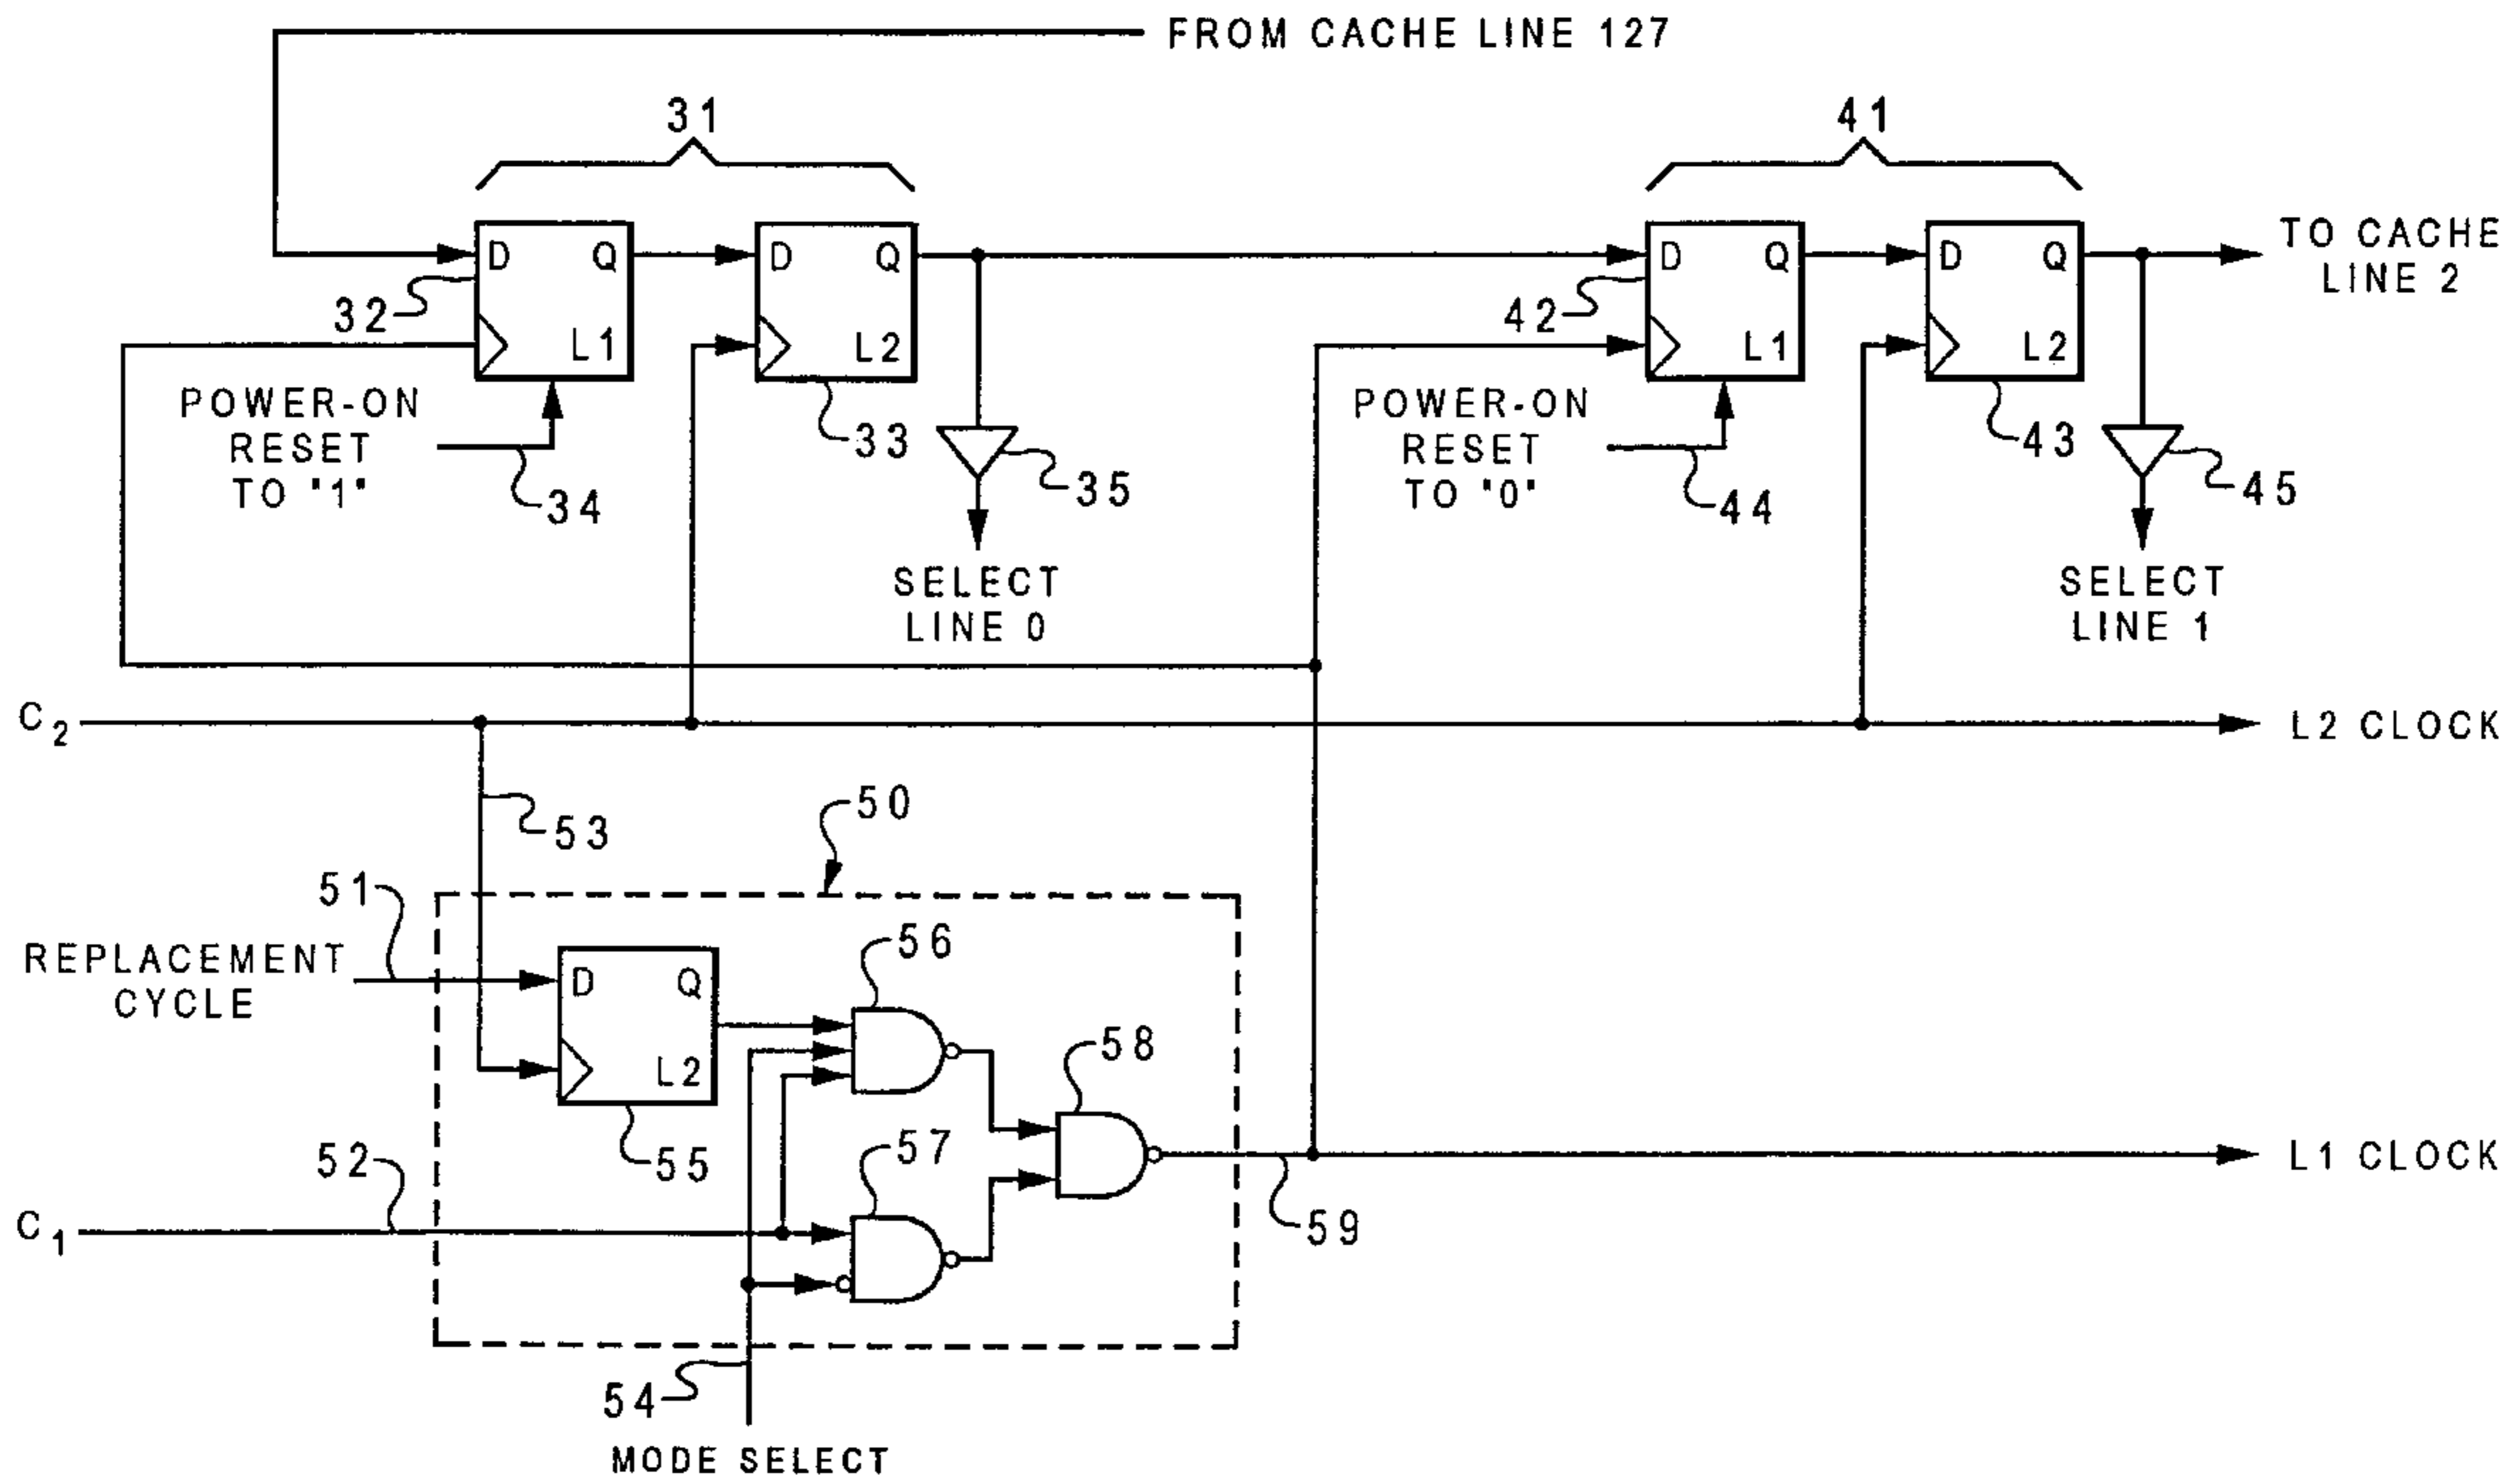 FROM CACHE LINE 127
31
41
D Q
D Q
D Q
D Q
TO CACHE
LINE 2
32
42
L1
L2
L1
L2
POWER-ON
RESET
TO "1"
34
33
35
POWER-ON
RESET
TO "0"
44
43
45
SELECT
LINE 0
SELECT
LINE 1
C2
L2 CLOCK
53
50
51
REPLACEMENT
CYCLE
D Q
L2
55
56
58
57
52
C1
59
L1 CLOCK
54
MODE SELECT